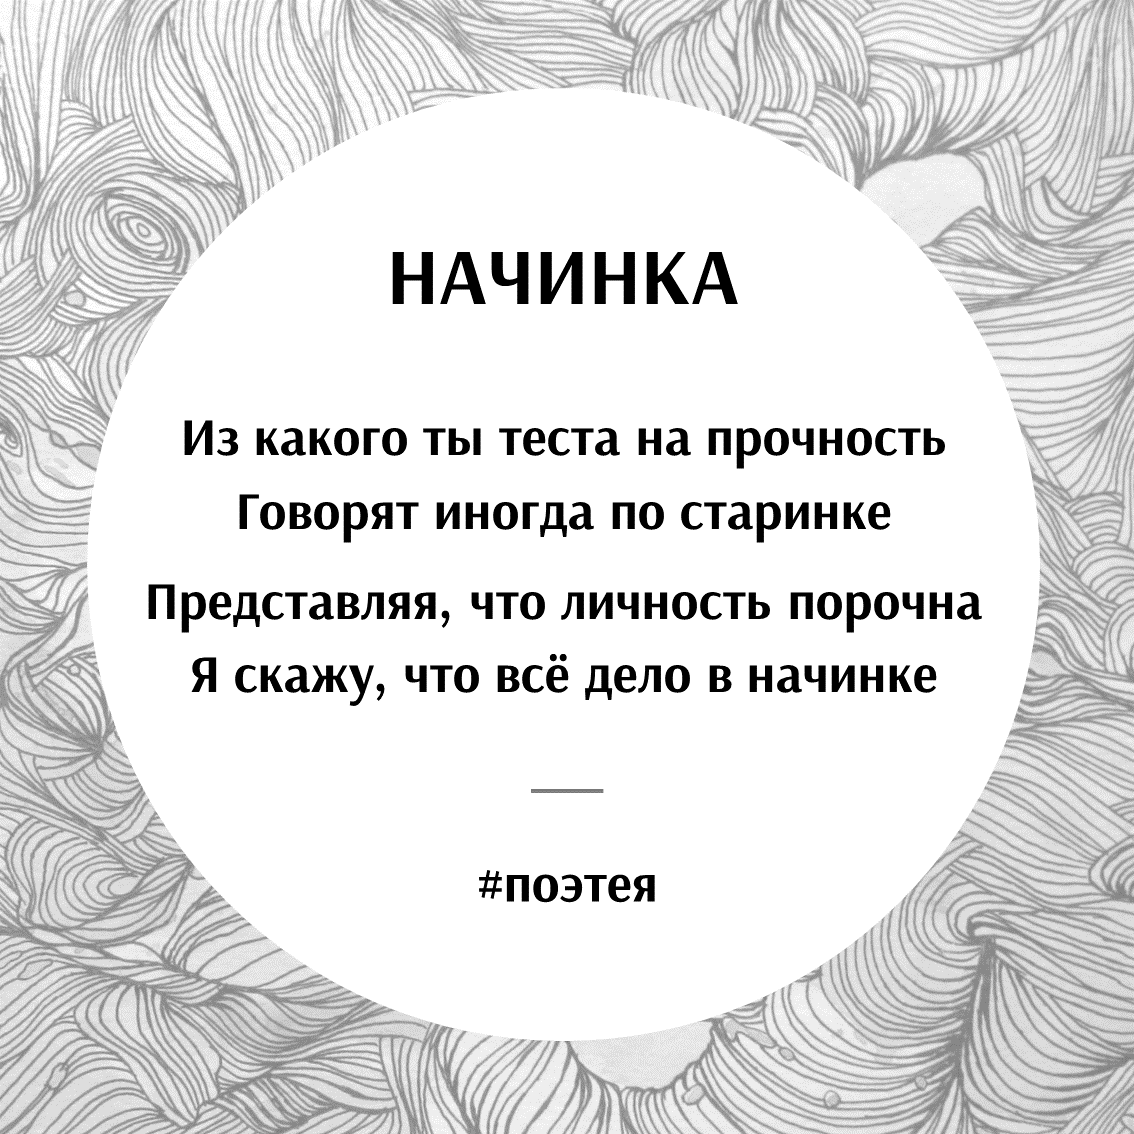 НАЧИНКА
Из какого ты теста на прочность
Говорят иногда по старинке
Представляя, что личность порочна
Я скажу, что всё дело в начинке
#поэтея